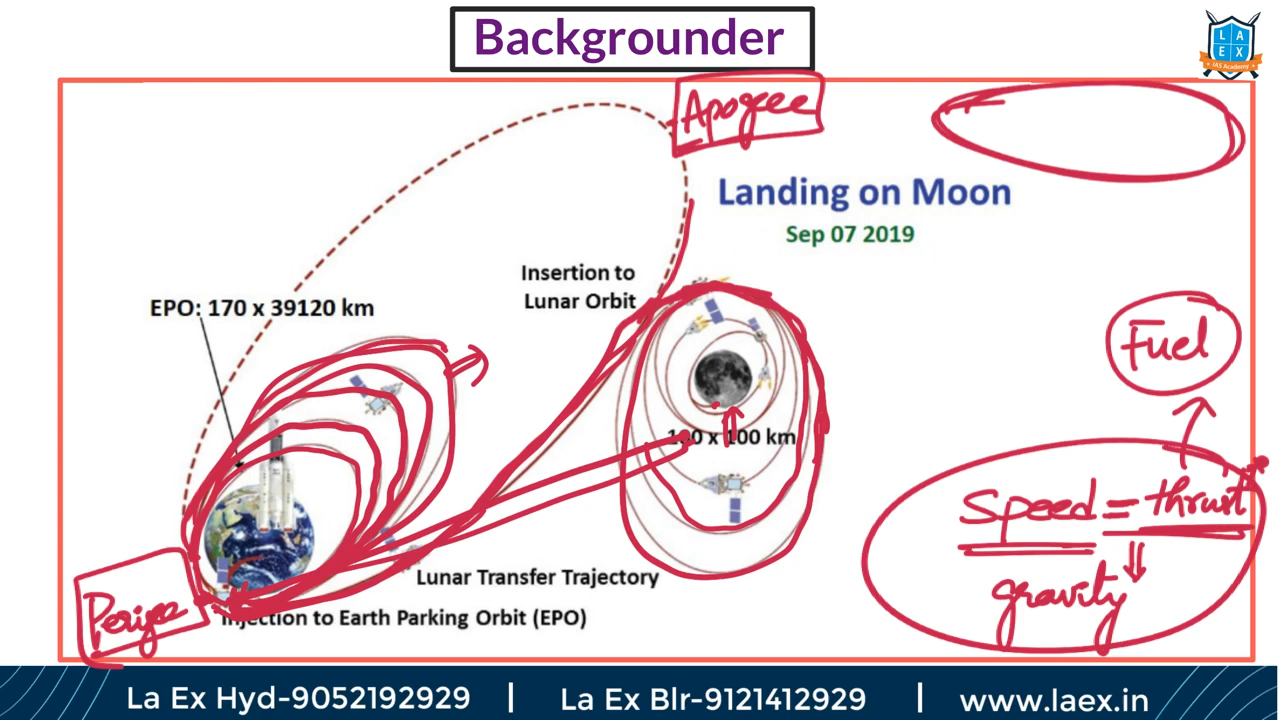 Backgrounder
L A
E X
IAS Academy
Apogee
Landing on Moon
Sep 07 2019
Insertion to
Lunar Orbit
EPO: 170 x 39120 km
Fuel
100 x 100 km
Speed = thrust
gravity
Lunar Transfer Trajectory
Perigee
Injection to Earth Parking Orbit (EPO)
La Ex Hyd-9052192929 | La Ex Blr-9121412929 | www.laex.in